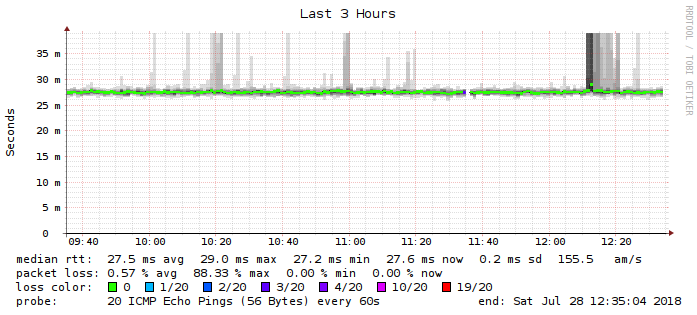 Last 3 Hours
RRDTOOL / TOBI OETIKER
Seconds
35 m
30 m
25 m
20 m
15 m
10 m
5 m
0
09:40 10:00 10:20 10:40 11:00 11:20 11:40 12:00 12:20
median rtt: 27.5 ms avg 29.0 ms max 27.2 ms min 27.6 ms now 0.2 ms sd 155.5 am/s
packet loss: 0.57 % avg 88.33 % max 0.00 % min 0.00 % now
loss color: 0 1/20 2/20 3/20 4/20 10/20 19/20
probe: 20 ICMP Echo Pings (56 Bytes) every 60s end: Sat Jul 28 12:35:04 2018